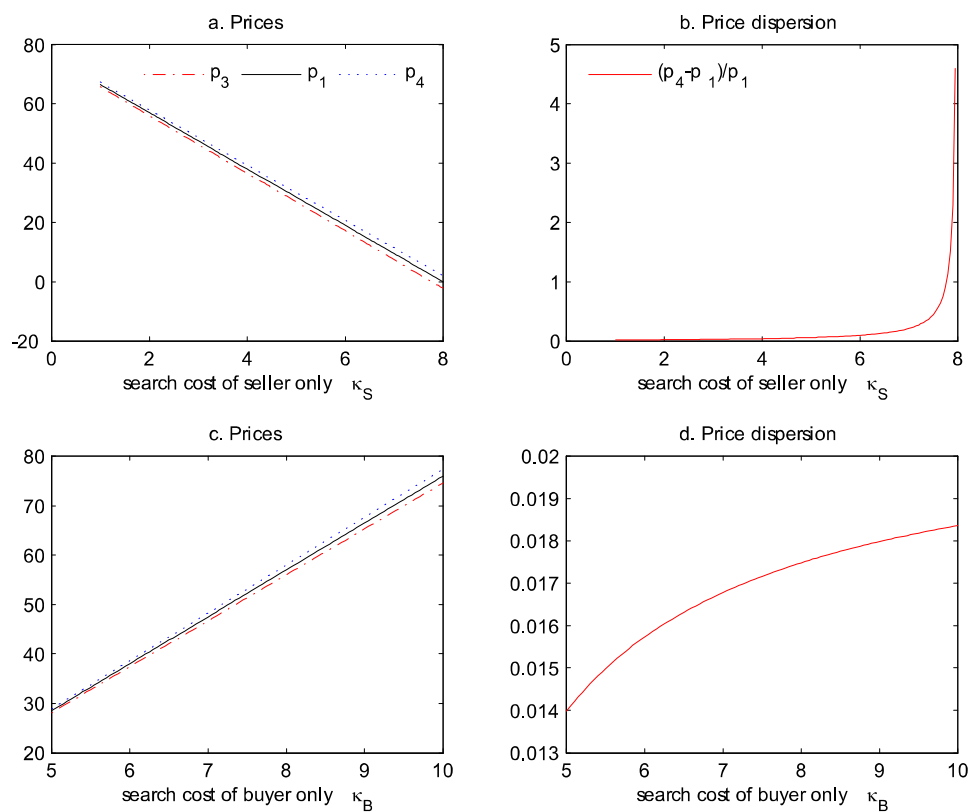 a. Prices
80
60
40
20
0
-20
p3 p1 p4
0 2 4 6 8
search cost of seller only κS
b. Price dispersion
5
4
3
2
1
0
(p4-p1)/p1
0 2 4 6 8
search cost of seller only κS
c. Prices
80
70
60
50
40
30
20
5 6 7 8 9 10
search cost of buyer only κB
d. Price dispersion
0.02
0.019
0.018
0.017
0.016
0.015
0.014
0.013
5 6 7 8 9 10
search cost of buyer only κB